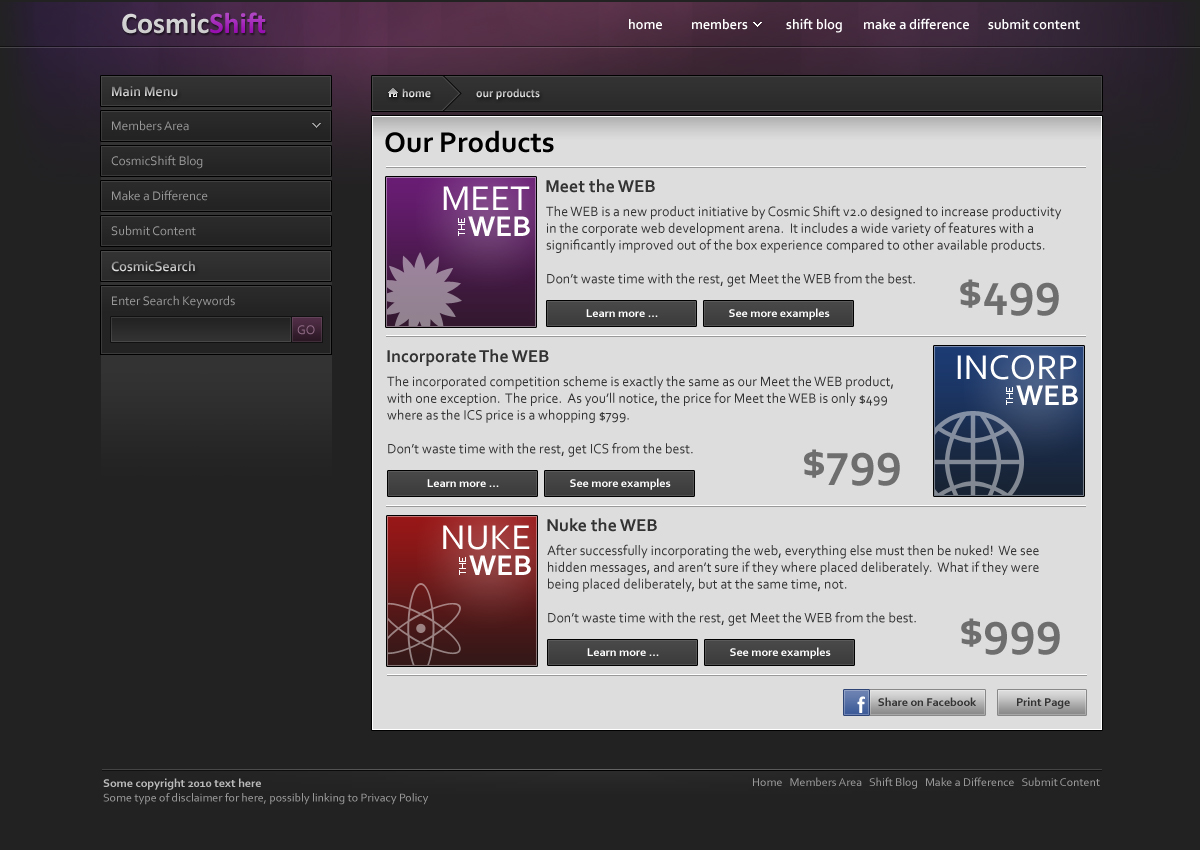 CosmicShift
home members shift blog make a difference submit content
Main Menu
Members Area
CosmicShift Blog
Make a Difference
Submit Content
CosmicSearch
Enter Search Keywords
GO
home our products
Our Products
MEET
THE WEB
Meet the WEB
The WEB is a new product initiative by Cosmic Shift v2.0 designed to increase productivity
in the corporate web development arena. It includes a wide variety of features with a
significantly improved out of the box experience compared to other available products.
Don't waste time with the rest, get Meet the WEB from the best.
$499
Learn more ... See more examples
Incorporate The WEB
The incorporated competition scheme is exactly the same as our Meet the WEB product,
with one exception. The price. As you'll notice, the price for Meet the WEB is only $499
where as the ICS price is a whopping $799.
Don't waste time with the rest, get ICS from the best.
$799
Learn more ... See more examples
INCORP
THE WEB
NUKE
THE WEB
Nuke the WEB
After successfully incorporating the web, everything else must then be nuked! We see
hidden messages, and aren't sure if they where placed deliberately. What if they were
being placed deliberately, but at the same time, not.
Don't waste time with the rest, get Meet the WEB from the best.
$999
Learn more ... See more examples
f Share on Facebook Print Page
Some copyright 2010 text here
Some type of disclaimer for here, possibly linking to Privacy Policy
Home Members Area Shift Blog Make a Difference Submit Content